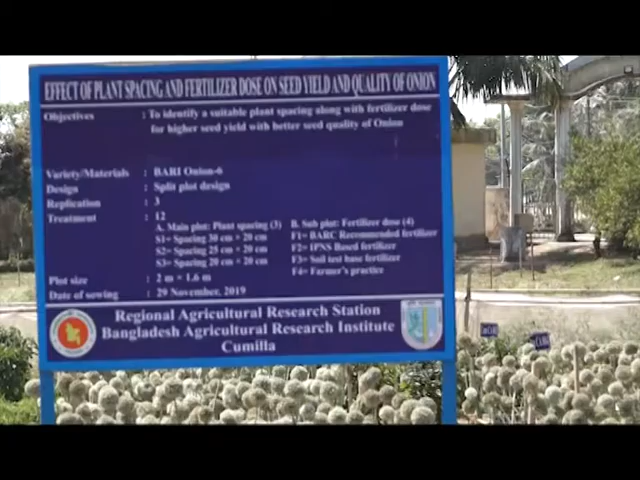 EFFECT OF PLANT SPACING AND FERTILIZER DOSE ON SEED YIELD AND QUALITY OF ONION
Objectives : To identify a suitable plant spacing along with fertilizer dose
for higher seed yield with better seed quality of Onion
Variety/Materials : BARI Onion-6
Design : Split plot design
Replication : 3
Treatment : 12
A. Main plot: Plant spacing (3) B. Sub plot: Fertilizer dose (4)
S1= Spacing 30 cm × 20 cm F1= BARC Recommended fertilizer
S2= Spacing 25 cm × 20 cm F2= IPNS Based fertilizer
S3= Spacing 20 cm × 20 cm F3= Soil test base fertilizer
F4= Farmer's practice
Plot size : 2 m × 1.6 m
Date of sowing : 29 November, 2019
Regional Agricultural Research Station
Bangladesh Agricultural Research Institute
Cumilla